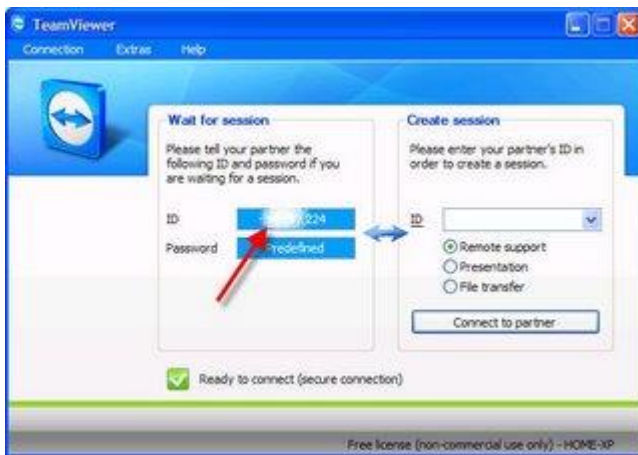 TeamViewer
Connection Extras Help
Wait for session
Please tell your partner the
following ID and password if you
are waiting for a session.
ID 224
Password Predefined
Create session
Please enter your partner's ID in
order to create a session.
ID
Remote support
Presentation
File transfer
Connect to partner
Ready to connect (secure connection)
Free license (non-commercial use only) - HOME-XP